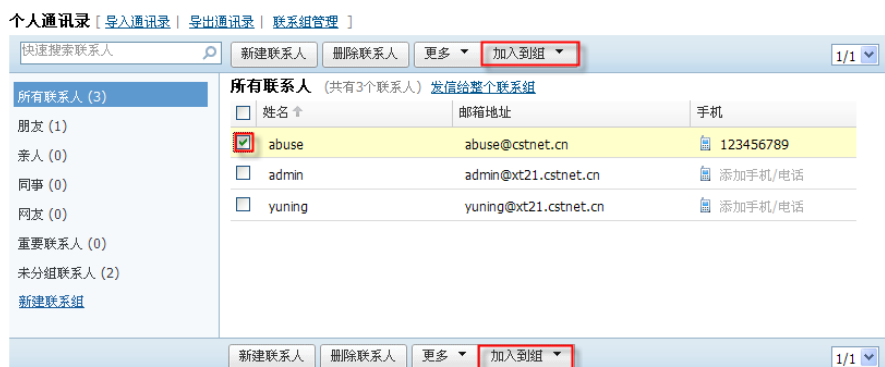 个人通讯录 [ 导入通讯录 | 导出通讯录 | 联系组管理 ]
快速搜索联系人 新建联系人 删除联系人 更多 加入到组 1/1
所有联系人 (3)
朋友 (1)
亲人 (0)
同事 (0)
网友 (0)
重要联系人 (0)
未分组联系人 (2)
新建联系组
所有联系人 (共有3个联系人) 发信给整个联系组
姓名 邮箱地址 手机
abuse abuse@cstnet.cn 123456789
admin admin@xt21.cstnet.cn 添加手机/电话
yuning yuning@xt21.cstnet.cn 添加手机/电话
新建联系人 删除联系人 更多 加入到组 1/1